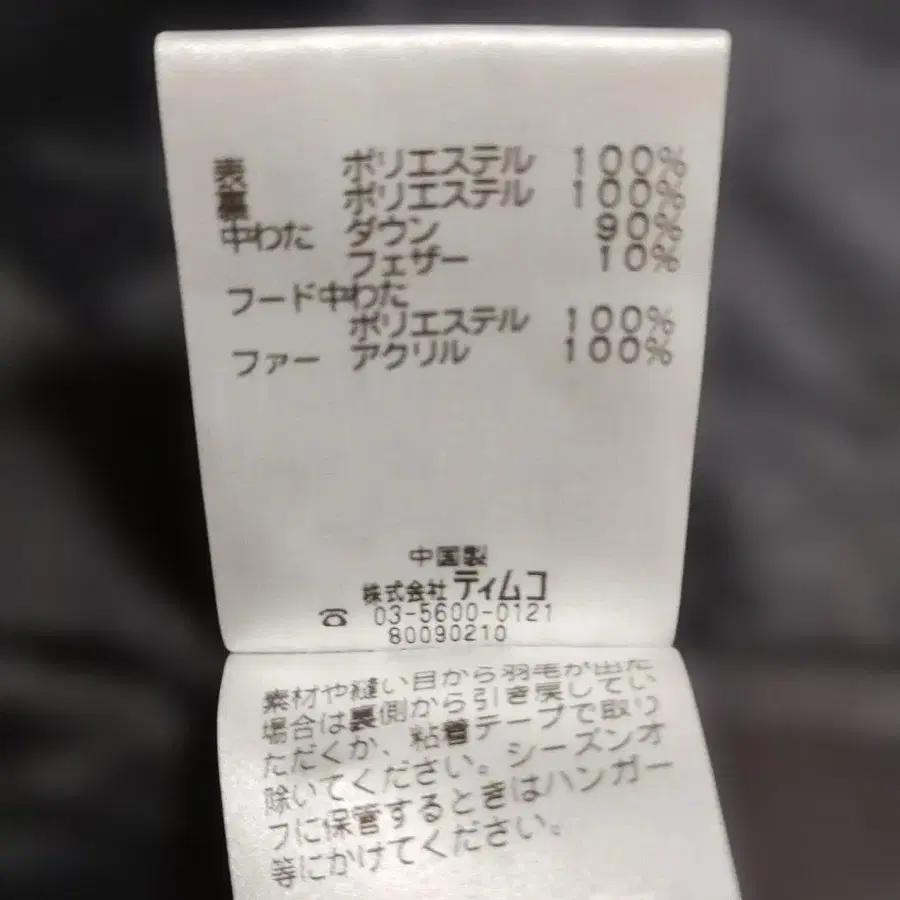 表 ポリエステル 100%
裏 ポリエステル 100%
中わた ダウン 90%
フェザー 10%
フード中わた
ポリエステル 100%
ファー アクリル 100%
中国製
株式会社 ティムコ
☎ 03-5600-0121
80090210
素材や縫い目から羽毛が出た
場合は裏側から引き戻してい
ただくか、粘着テープで取り
除いてください。シーズンオ
フに保管するときはハンガー
等にかけてください。